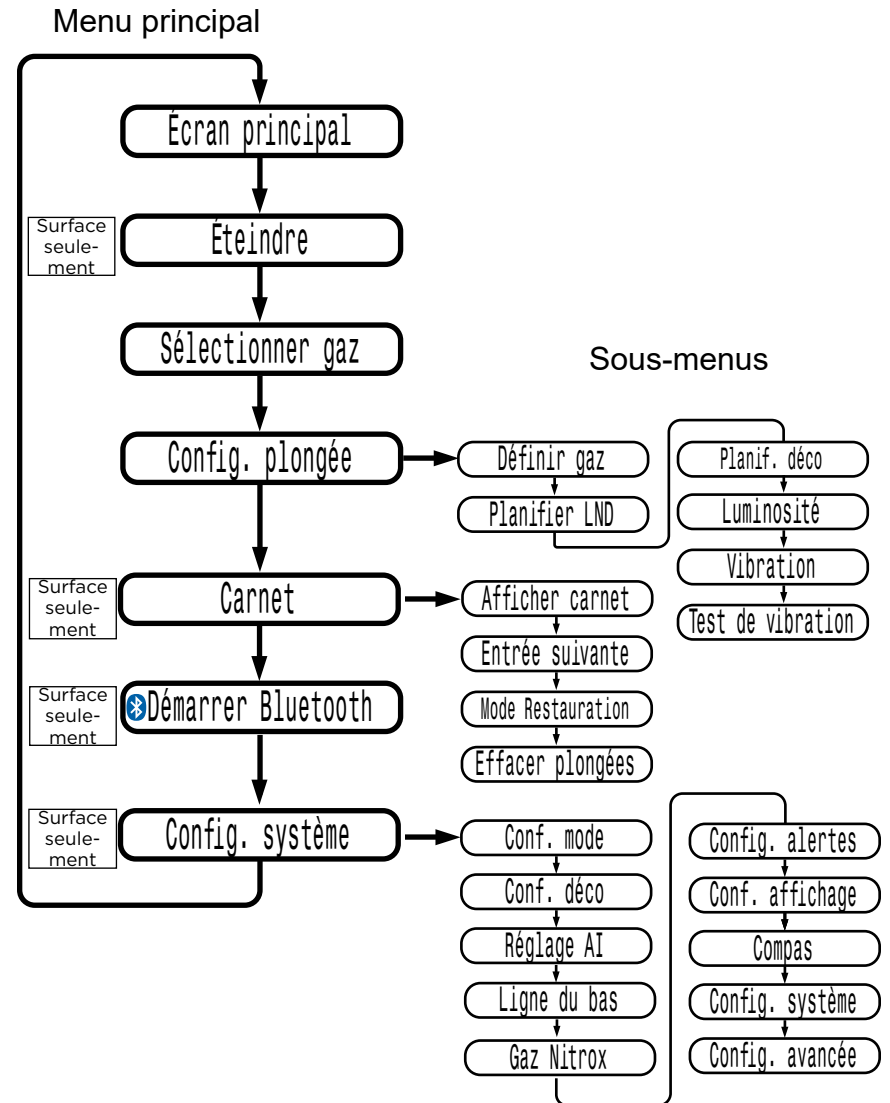 Menu principal
Écran principal
Surface
seule-
ment
Éteindre
Sélectionner gaz
Config. plongée
Surface
seule-
ment
Carnet
Surface
seule-
ment
Démarrer Bluetooth
Surface
seule-
ment
Config. système
Sous-menus
Définir gaz
Planifier LND
Planif. déco
Luminosité
Vibration
Test de vibration
Afficher carnet
Entrée suivante
Mode Restauration
Effacer plongées
Conf. mode
Conf. déco
Réglage AI
Ligne du bas
Gaz Nitrox
Config. alertes
Conf. affichage
Compas
Config. système
Config. avancée